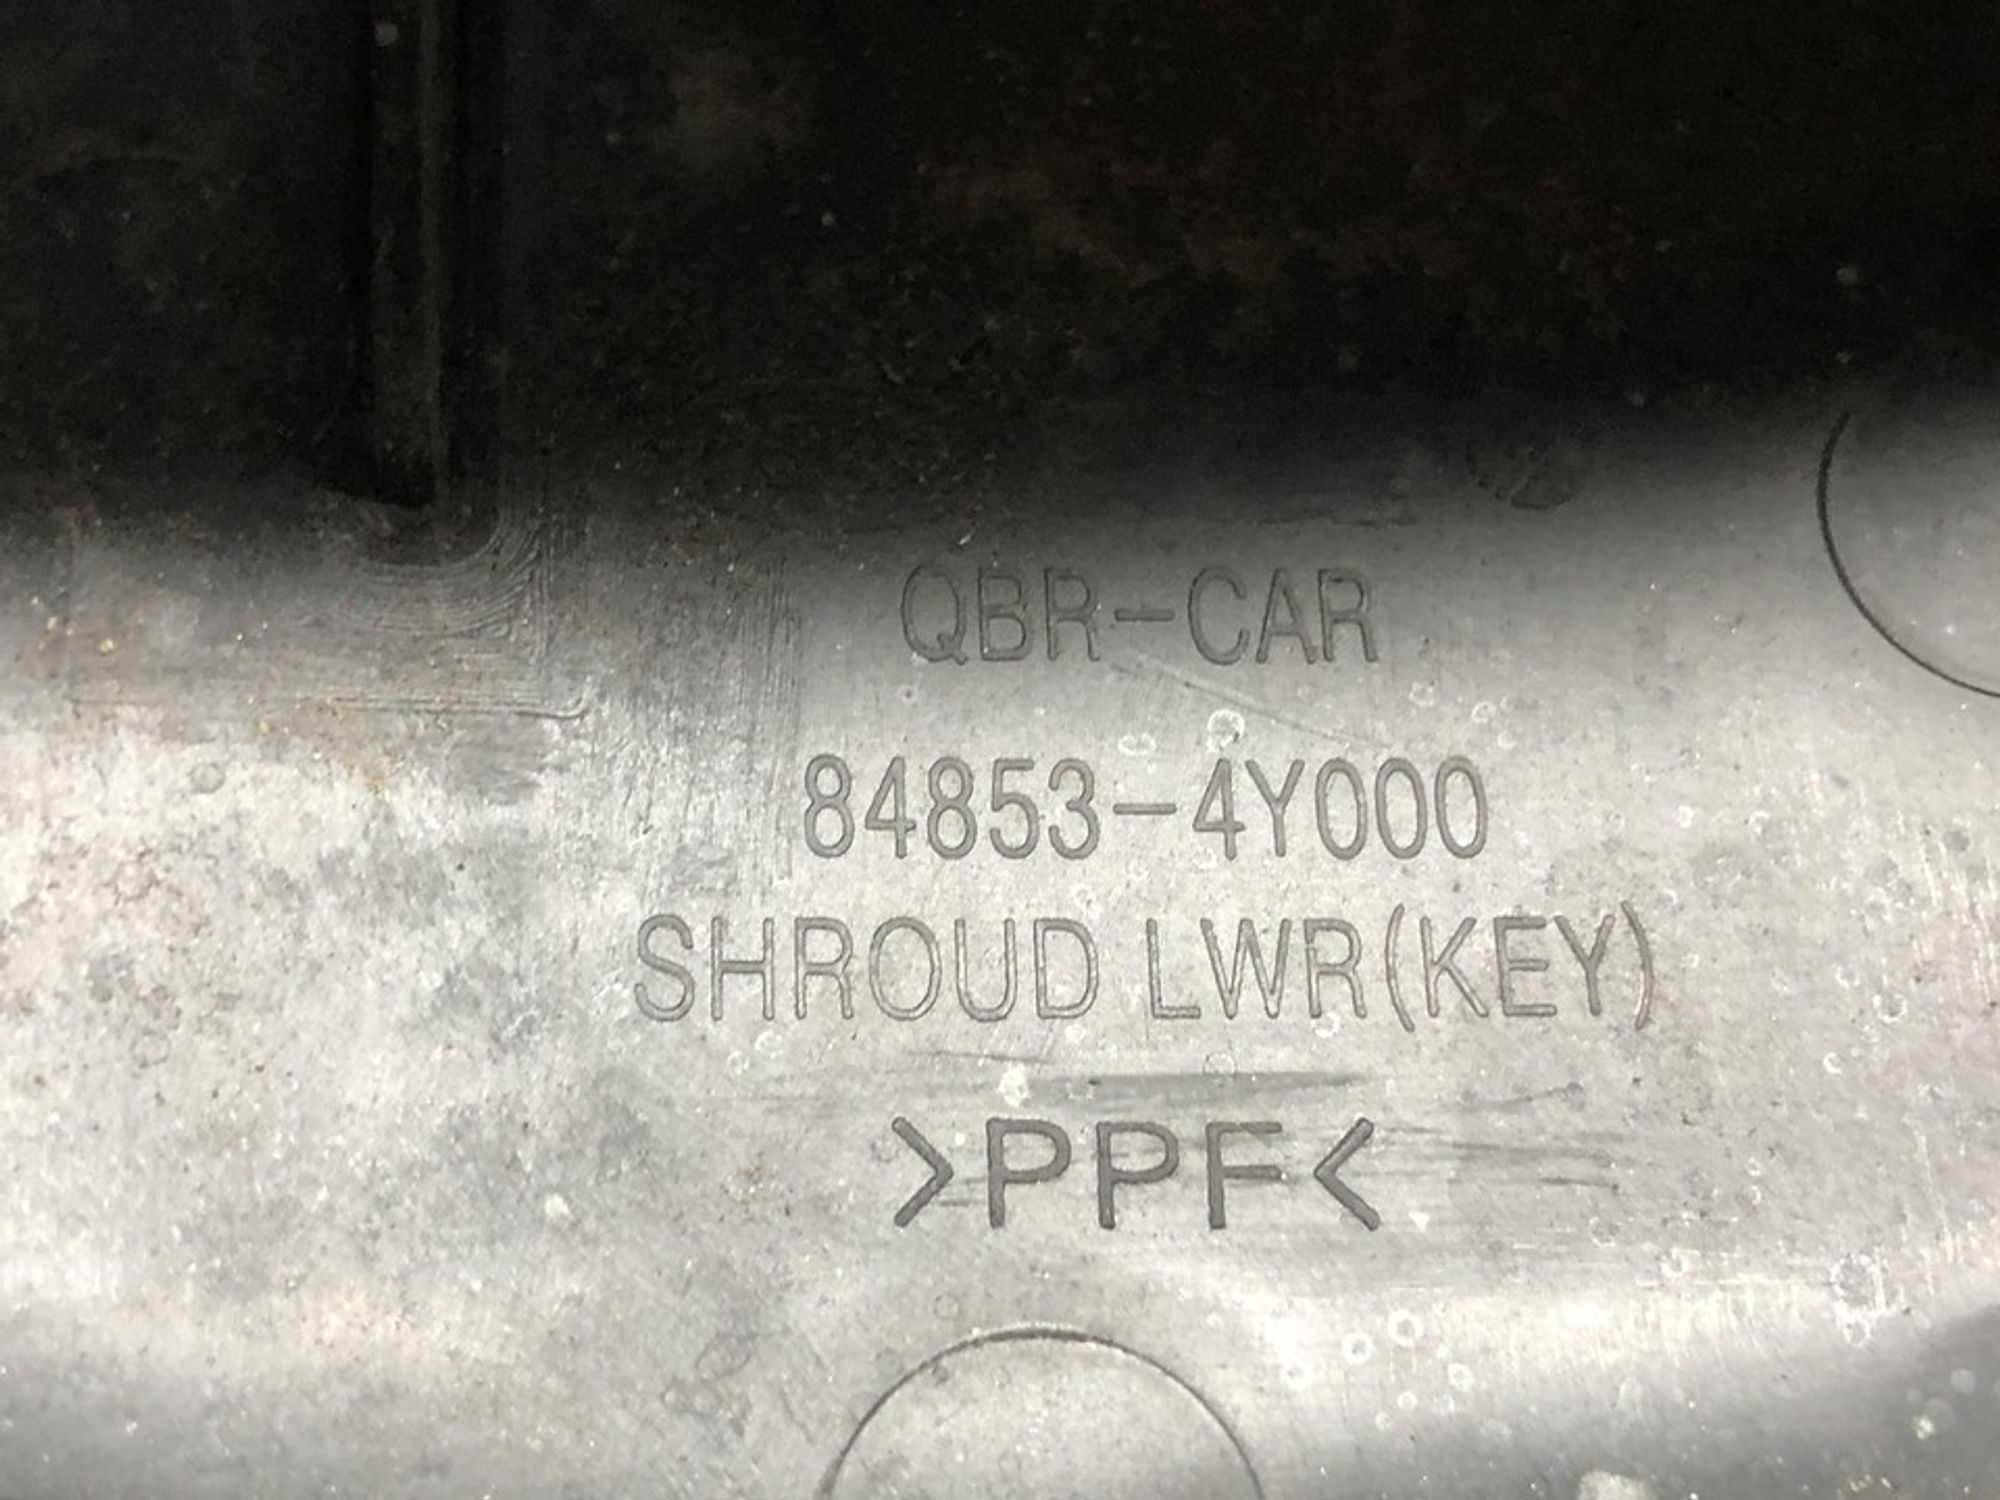 QBR-CAR
84853-4Y000
SHROUD LWR(KEY)
>PPF<